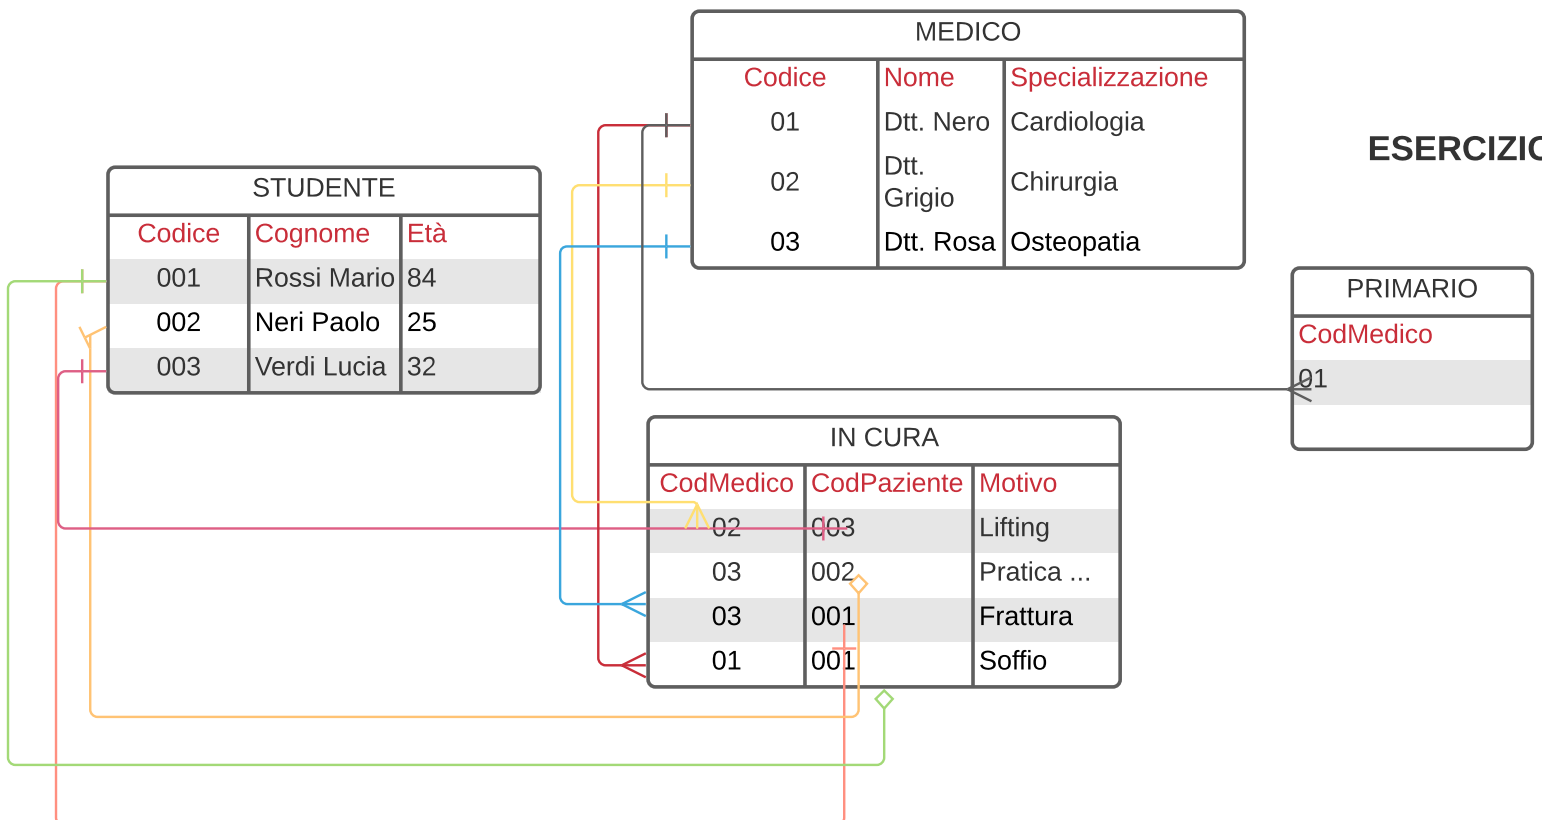 MEDICO
Codice Nome Specializzazione
01 Dtt. Nero Cardiologia
02 Dtt. Grigio Chirurgia
03 Dtt. Rosa Osteopatia
ESERCIZIO
STUDENTE
Codice Cognome Età
001 Rossi Mario 84
002 Neri Paolo 25
003 Verdi Lucia 32
PRIMARIO
CodMedico
01
IN CURA
CodMedico CodPaziente Motivo
02 003 Lifting
03 002 Pratica ...
03 001 Frattura
01 001 Soffio